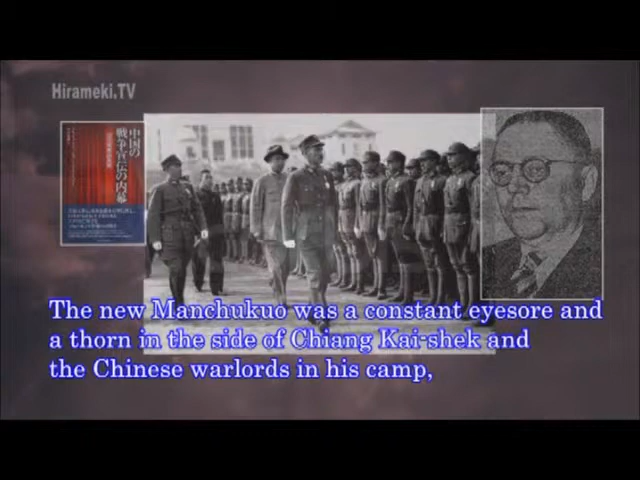 Hirameki.TV
中国の
戦争宣伝の内幕
The new Manchukuo was a constant eyesore and
a thorn in the side of Chiang Kai-shek and
the Chinese warlords in his camp,